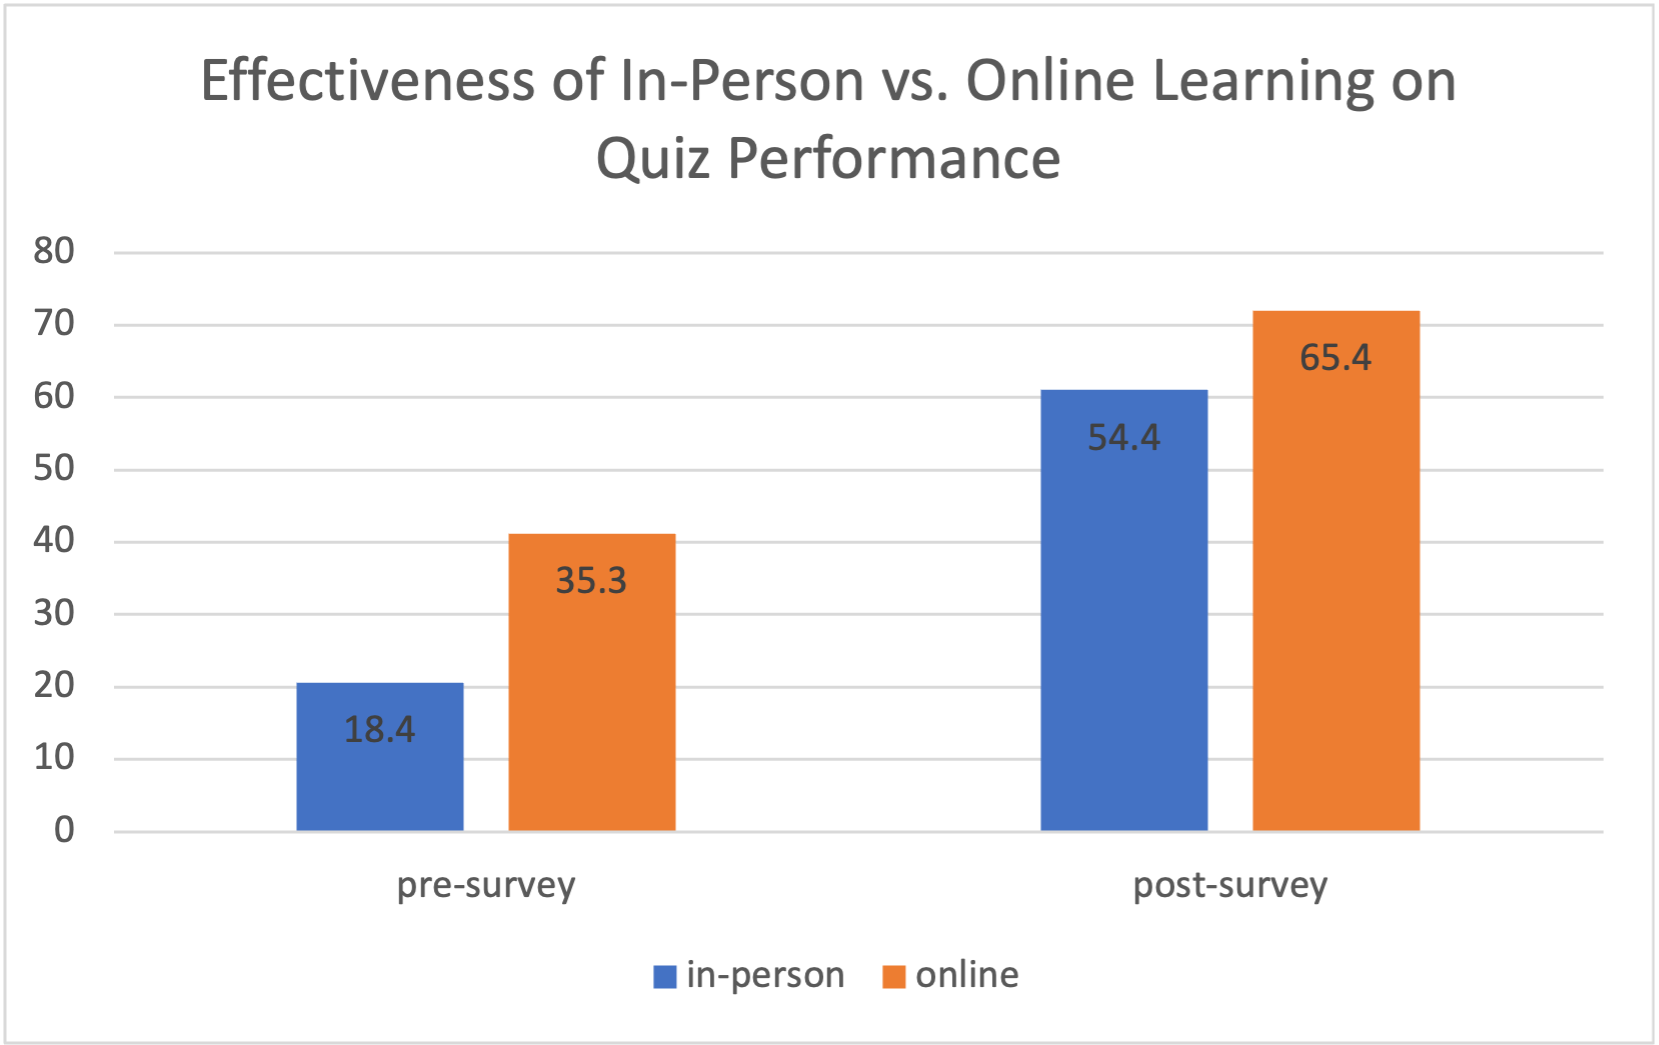 Effectiveness of In-Person vs. Online Learning on
Quiz Performance
80
70
60
50
40
30
20
10
0
18.4
35.3
54.4
65.4
pre-survey
post-survey
in-person
online